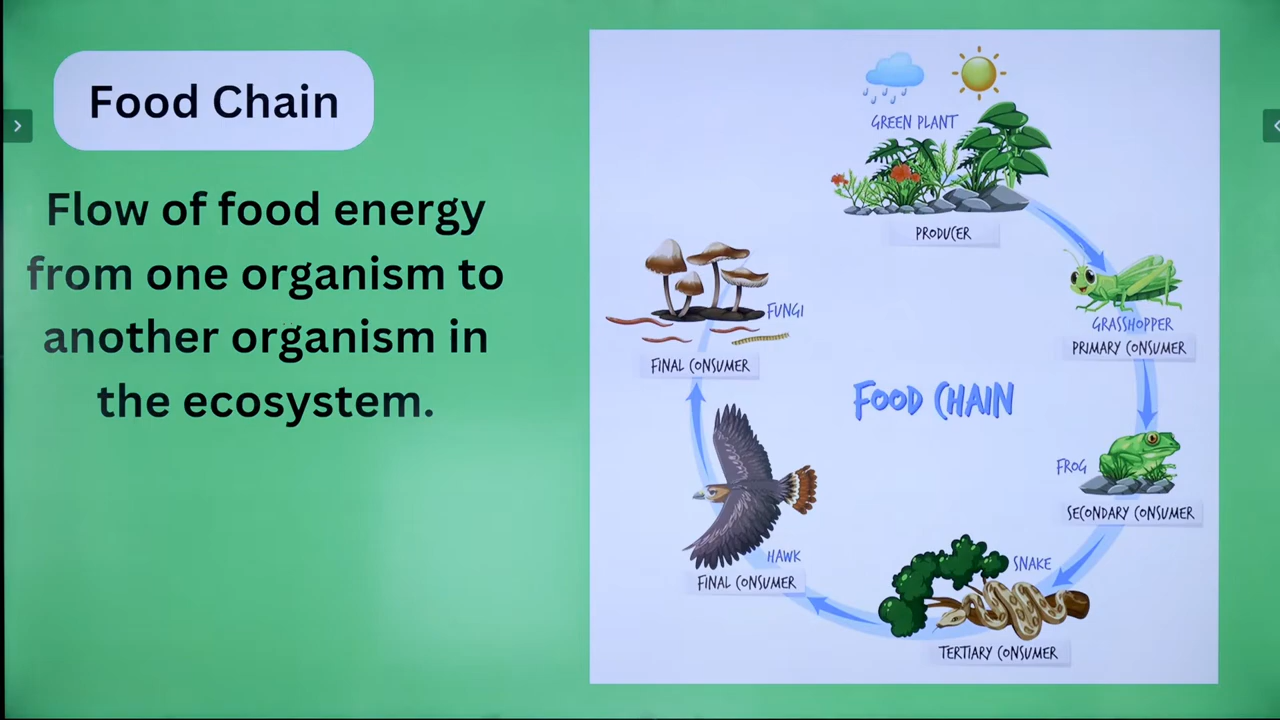 Food Chain
Flow of food energy
from one organism to
another organism in
the ecosystem.
GREEN PLANT
PRODUCER
GRASSHOPPER
PRIMARY CONSUMER
FROG
SECONDARY CONSUMER
SNAKE
TERTIARY CONSUMER
HAWK
FINAL CONSUMER
FUNGI
FINAL CONSUMER
FOOD CHAIN